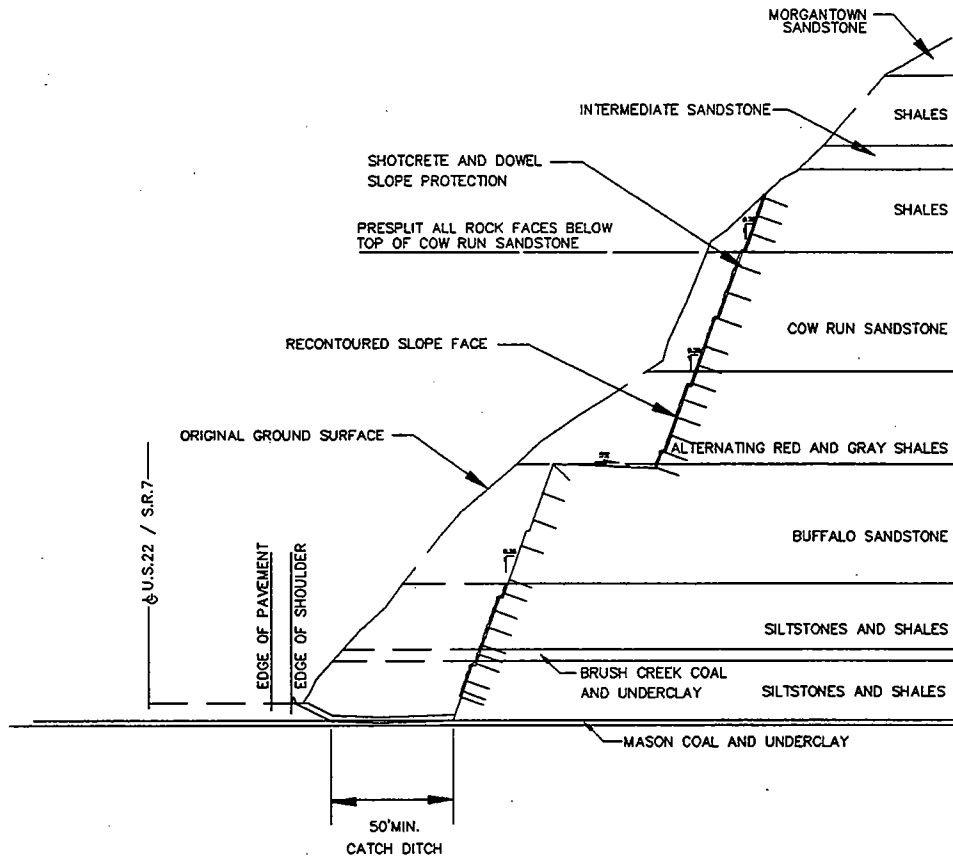 MORGANTOWN
SANDSTONE
INTERMEDIATE SANDSTONE
SHALES
SHOTCRETE AND DOWEL
SLOPE PROTECTION
SHALES
PRESPLIT ALL ROCK FACES BELOW
TOP OF COW RUN SANDSTONE
COW RUN SANDSTONE
RECONTOURED SLOPE FACE
ORIGINAL GROUND SURFACE
ALTERNATING RED AND GRAY SHALES
U.S.22 / S.R.7
BUFFALO SANDSTONE
EDGE OF PAVEMENT
EDGE OF SHOULDER
SILTSTONES AND SHALES
BRUSH CREEK COAL
AND UNDERCLAY
SILTSTONES AND SHALES
MASON COAL AND UNDERCLAY
50'MIN.
CATCH DITCH